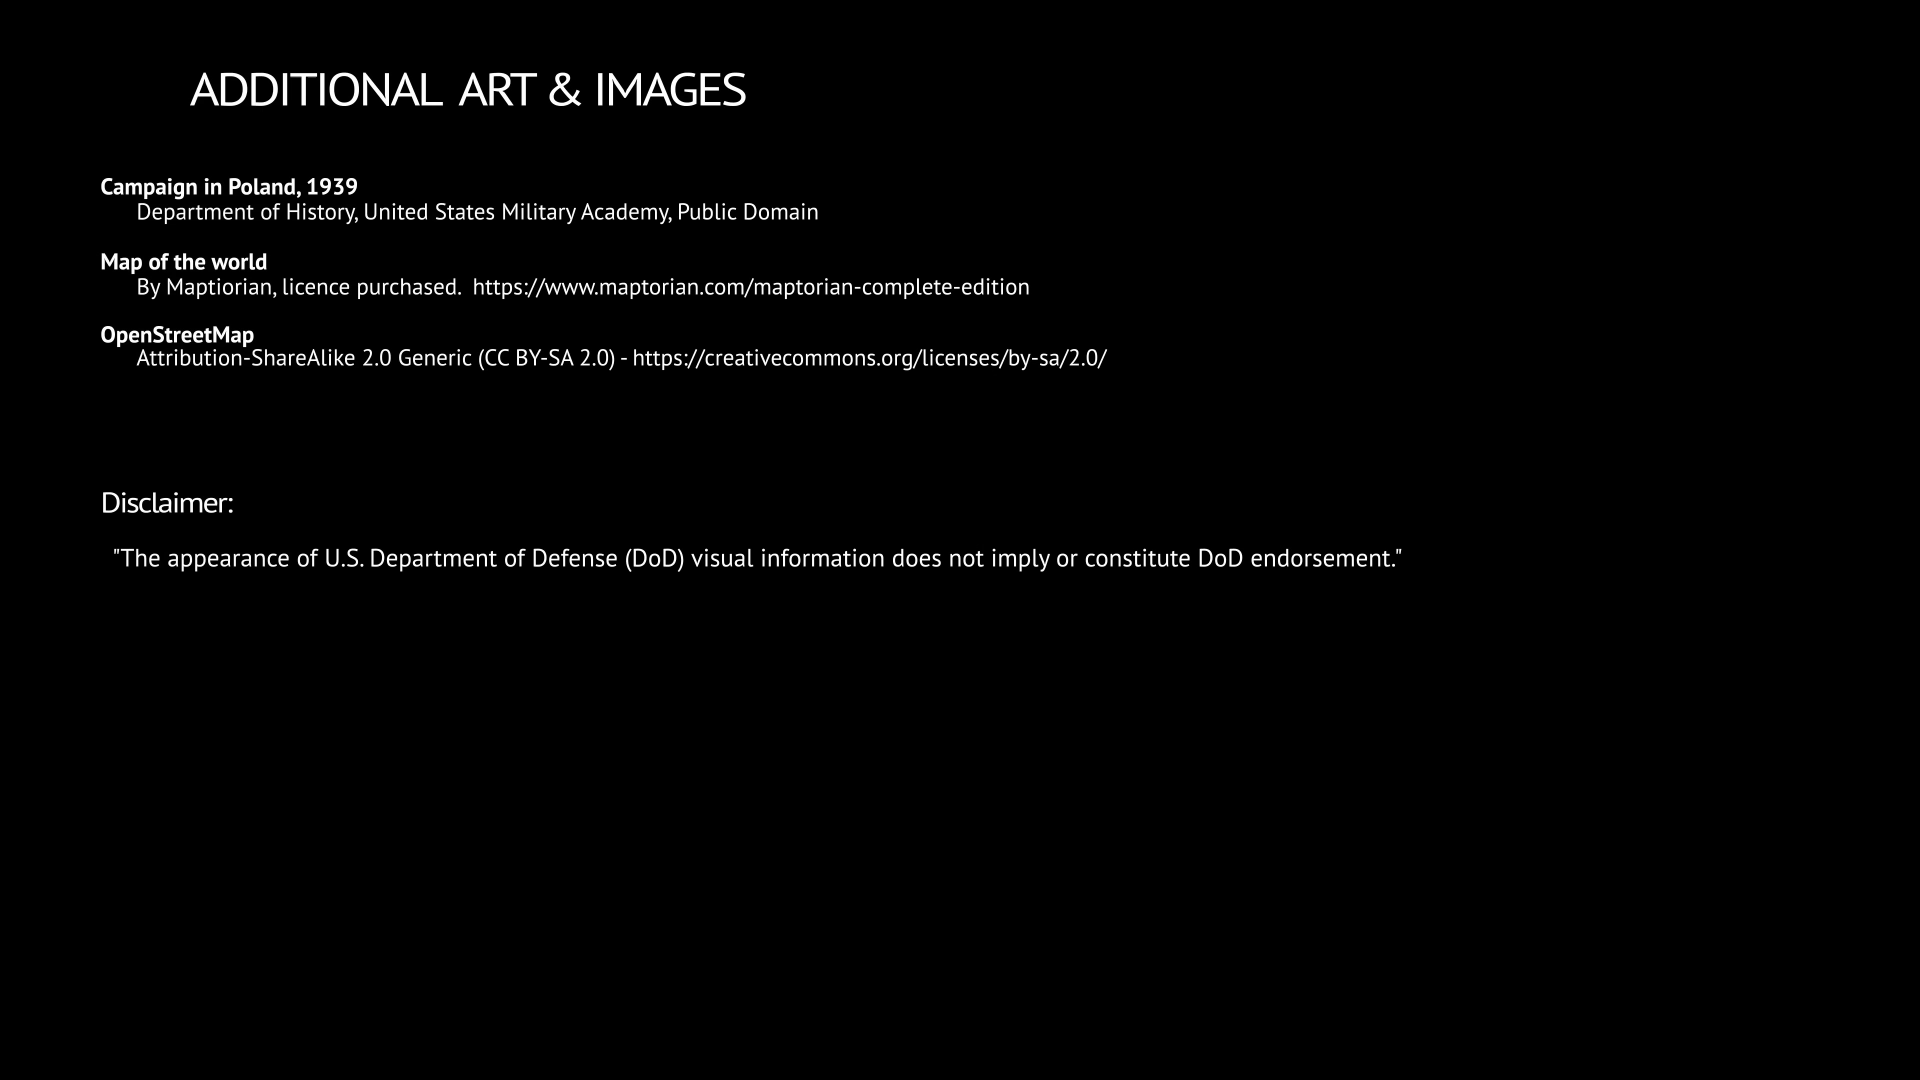 ADDITIONAL ART & IMAGES
Campaign in Poland, 1939
Department of History, United States Military Academy, Public Domain
Map of the world
By Maptiorian, licence purchased. https://www.maptorian.com/maptorian-complete-edition
OpenStreetMap
Attribution-ShareAlike 2.0 Generic (CC BY-SA 2.0) - https://creativecommons.org/licenses/by-sa/2.0/
Disclaimer:
"The appearance of U.S. Department of Defense (DoD) visual information does not imply or constitute DoD endorsement."